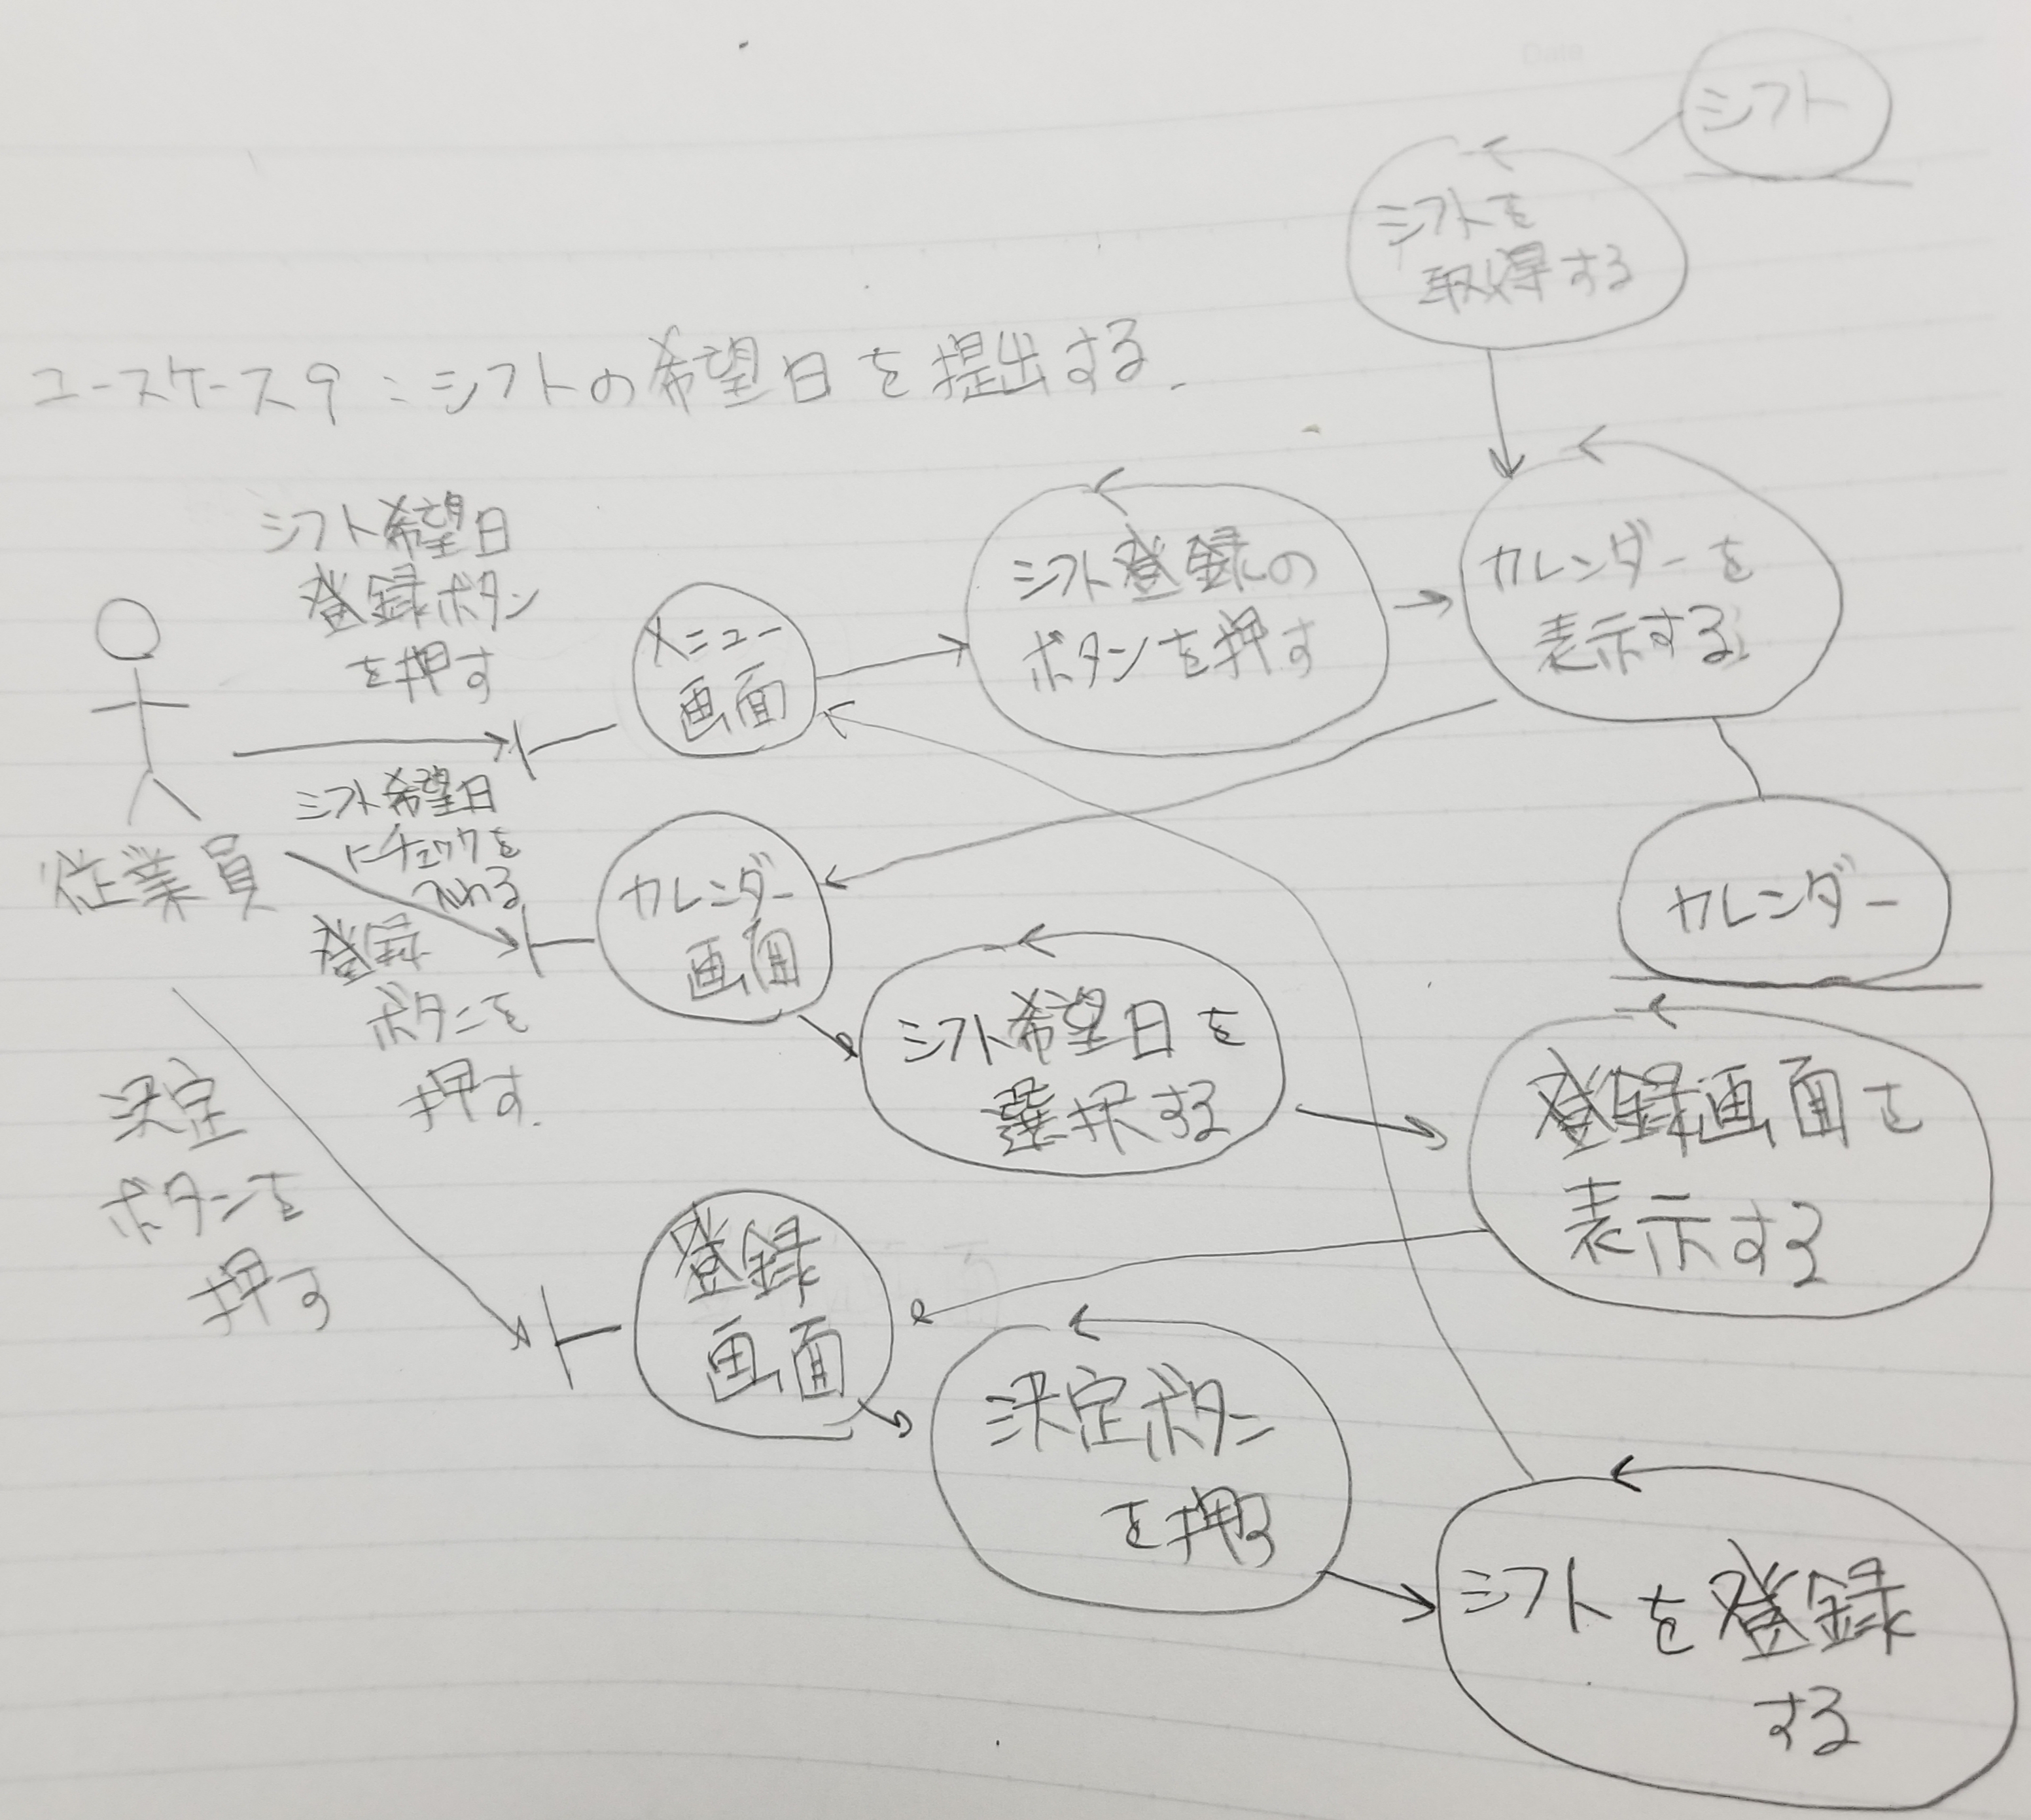 シフト
シフトを
取得する
ユースケース9:シフトの希望日を提出する.
シフト希望日
登録ボタン
を押す
メニュー
画面
シフト登録の
ボタンを押す
カレンダーを
表示する
従業員
シフト希望日
にチェックを
入れる
登録
ボタンを
押す.
カレンダー
画面
カレンダー
シフト希望日を
選択する
登録画面を
表示する
決定
ボタンを
押す
登録
画面
決定ボタン
を押す
シフトを登録
する